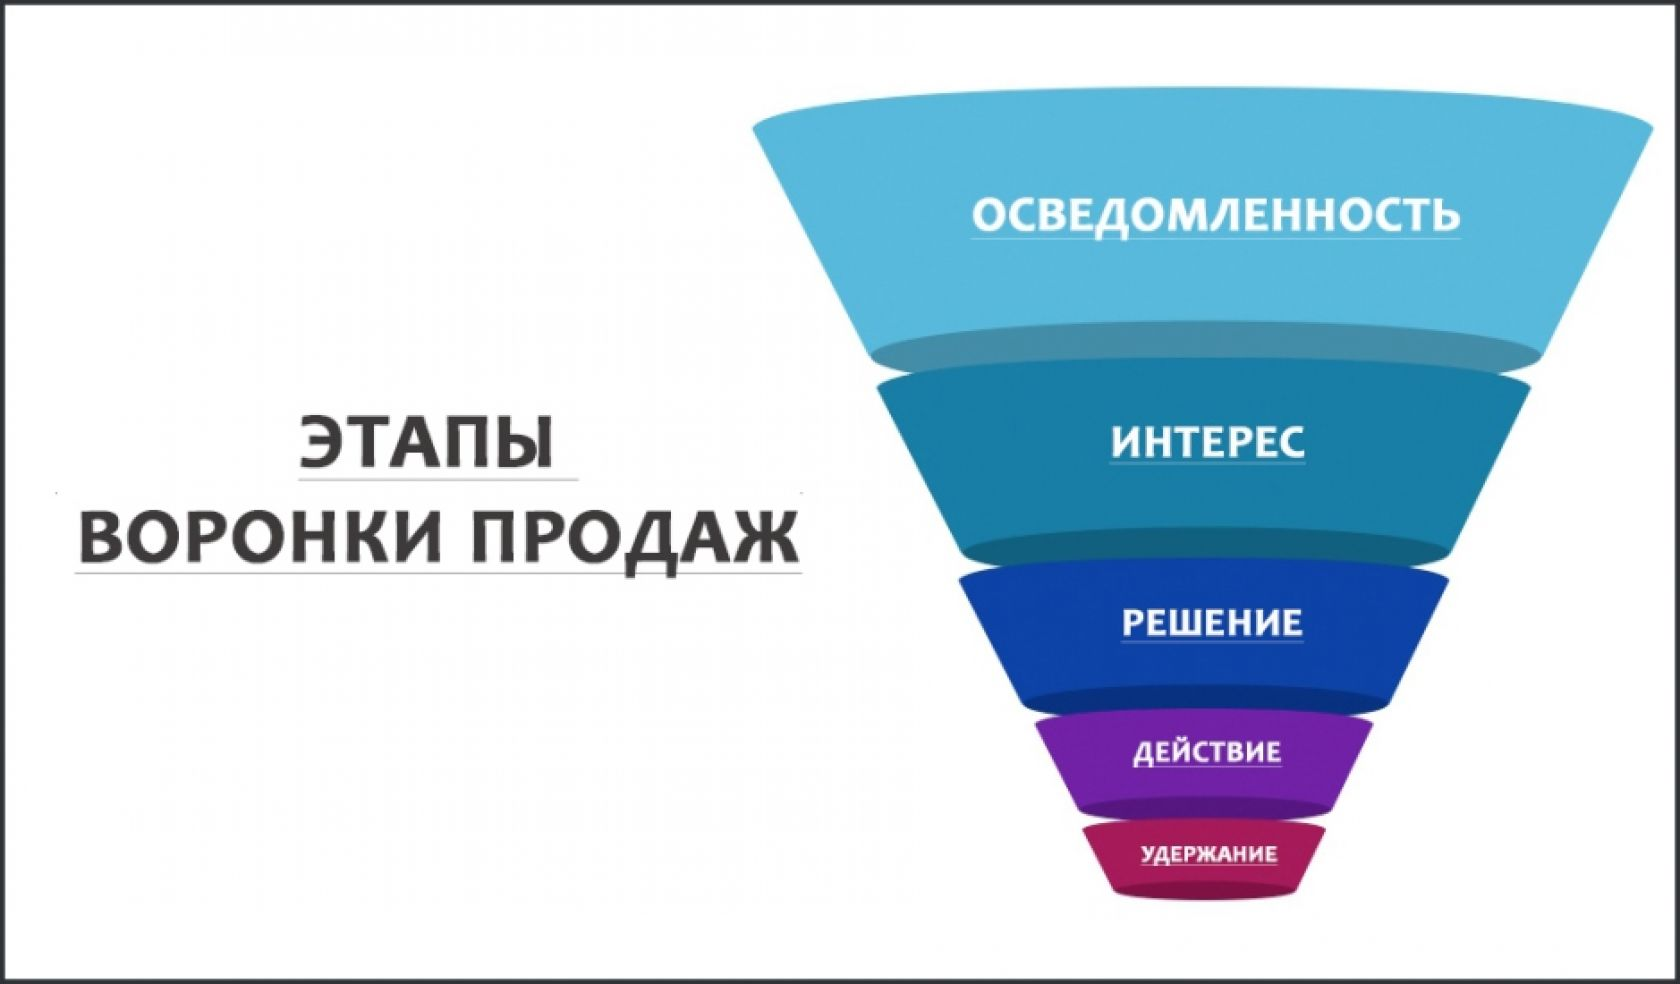 ЭТАПЫ
ВОРОНКИ ПРОДАЖ
ОСВЕДОМЛЕННОСТЬ
ИНТЕРЕС
РЕШЕНИЕ
ДЕЙСТВИЕ
УДЕРЖАНИЕ